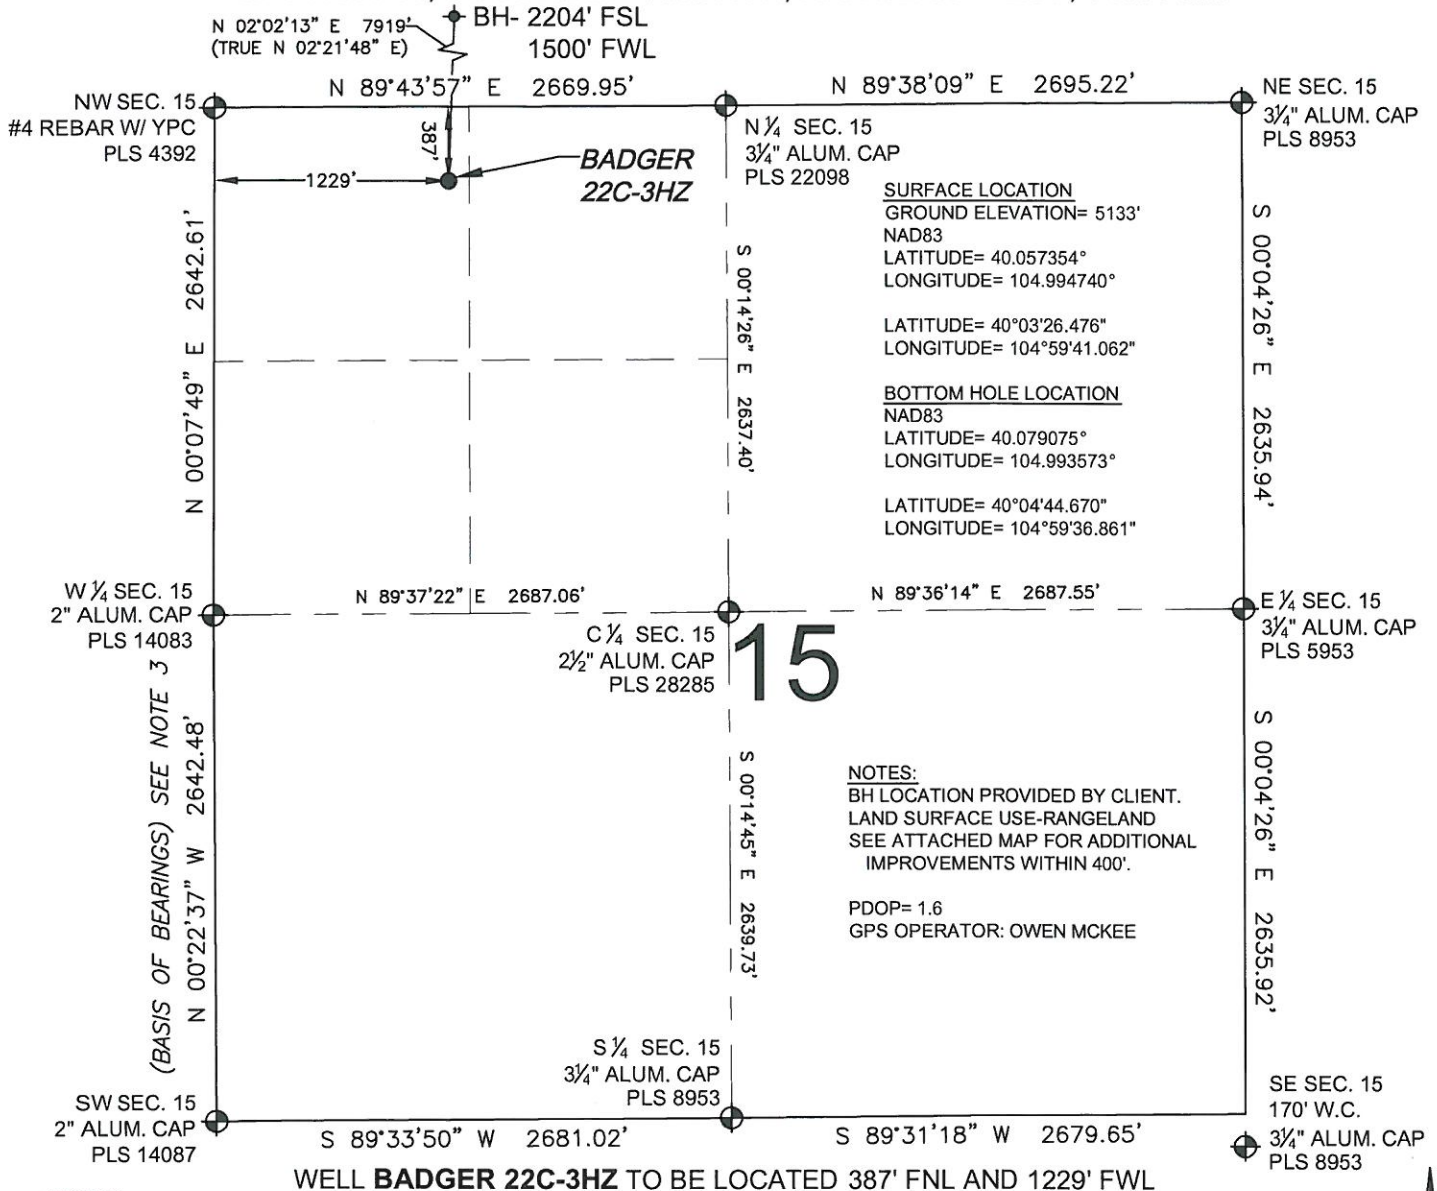 N 02°02'13" E 7919'
(TRUE N 02°21'48" E)
BH- 2204' FSL
1500' FWL
N 89°43'57" E 2669.95'
N 89°38'09" E 2695.22'
NW SEC. 15
#4 REBAR W/ YPC
PLS 4392
N ¼ SEC. 15
3¼" ALUM. CAP
PLS 22098
NE SEC. 15
3¼" ALUM. CAP
PLS 8953
387'
1229'
BADGER
22C-3HZ
SURFACE LOCATION
GROUND ELEVATION= 5133'
NAD83
LATITUDE= 40.057354°
LONGITUDE= 104.994740°
LATITUDE= 40°03'26.476"
LONGITUDE= 104°59'41.062"
BOTTOM HOLE LOCATION
NAD83
LATITUDE= 40.079075°
LONGITUDE= 104.993573°
LATITUDE= 40°04'44.670"
LONGITUDE= 104°59'36.861"
N 00°07'49" E 2642.61'
S 00°14'26" E 2637.40'
S 00°04'26" E 2635.94'
W ¼ SEC. 15
2" ALUM. CAP
PLS 14083
N 89°37'22" E 2687.06'
N 89°36'14" E 2687.55'
C ¼ SEC. 15
2½" ALUM. CAP
PLS 28285
15
E ¼ SEC. 15
3¼" ALUM. CAP
PLS 5953
(BASIS OF BEARINGS) SEE NOTE 3
N 00°22'37" W 2642.48'
S 00°14'45" E 2639.73'
S 00°04'26" E 2635.92'
NOTES:
BH LOCATION PROVIDED BY CLIENT.
LAND SURFACE USE-RANGELAND
SEE ATTACHED MAP FOR ADDITIONAL
IMPROVEMENTS WITHIN 400'.
PDOP= 1.6
GPS OPERATOR: OWEN MCKEE
SW SEC. 15
2" ALUM. CAP
PLS 14087
S ¼ SEC. 15
3¼" ALUM. CAP
PLS 8953
SE SEC. 15
170' W.C.
3¼" ALUM. CAP
PLS 8953
S 89°33'50" W 2681.02'
S 89°31'18" W 2679.65'
WELL BADGER 22C-3HZ TO BE LOCATED 387' FNL AND 1229' FWL